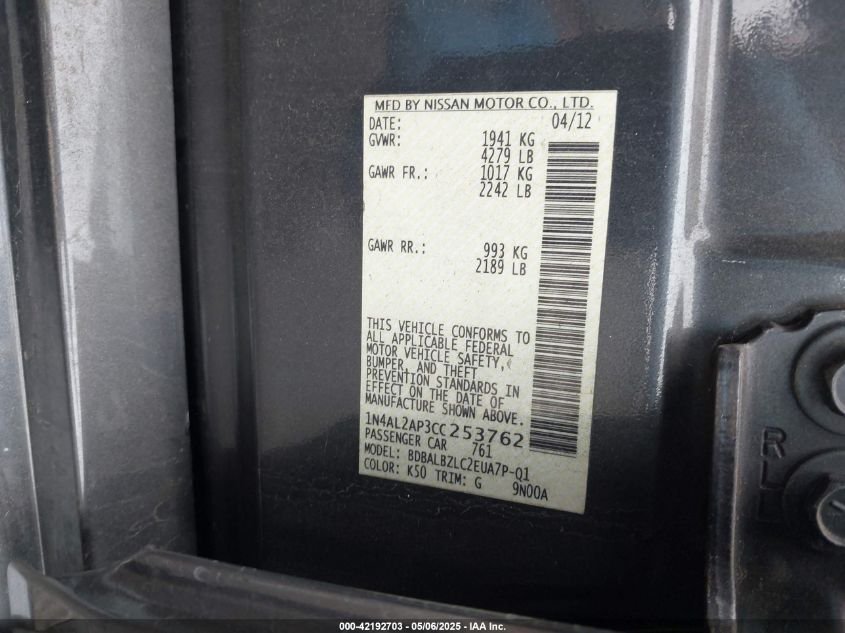 MFD BY NISSAN MOTOR CO., LTD.
DATE: 04/12
GVWR: 1941 KG
4279 LB
GAWR FR.: 1017 KG
2242 LB
GAWR RR.: 993 KG
2189 LB
THIS VEHICLE CONFORMS TO
ALL APPLICABLE FEDERAL
MOTOR VEHICLE SAFETY,
BUMPER, AND THEFT
PREVENTION STANDARDS IN
EFFECT ON THE DATE OF
MANUFACTURE SHOWN ABOVE.
1N4AL2AP3CC253762
PASSENGER CAR 761
MODEL: BDBALBZLC2EUA7P-Q1
COLOR: K50 TRIM: G 9N00A
000-42192703 - 05/06/2025 - IAA Inc.